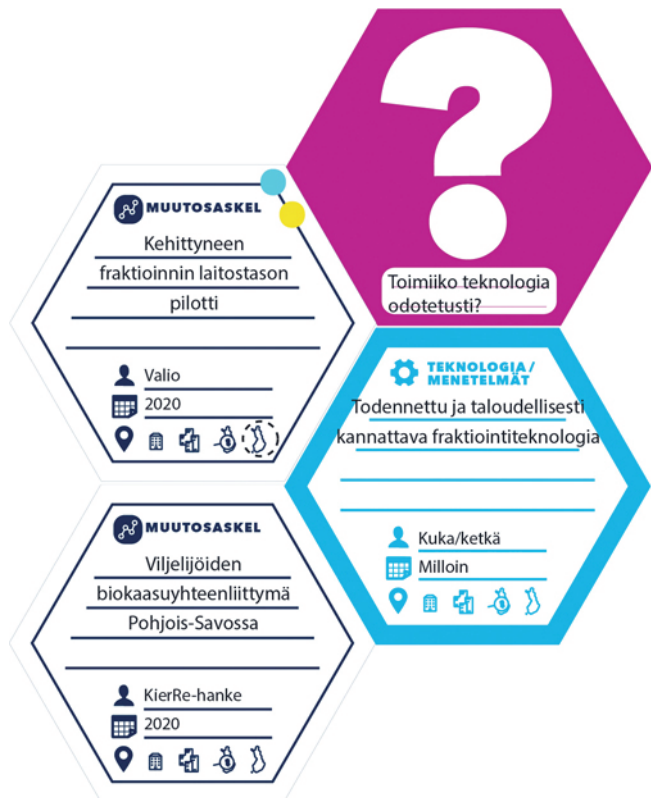 ?
Toimiiko teknologia
odotetusti?
MUUTOSASKEL
Kehittyneen
fraktioinnin laitostason
pilotti
Valio
2020
TEKNOLOGIA/
MENETELMÄT
Todennettu ja taloudellisesti
kannattava fraktiointiteknologia
Kuka/ketkä
Milloin
MUUTOSASKEL
Viljelijöiden
biokaasuyhteenliittymä
Pohjois-Savossa
KierRe-hanke
2020